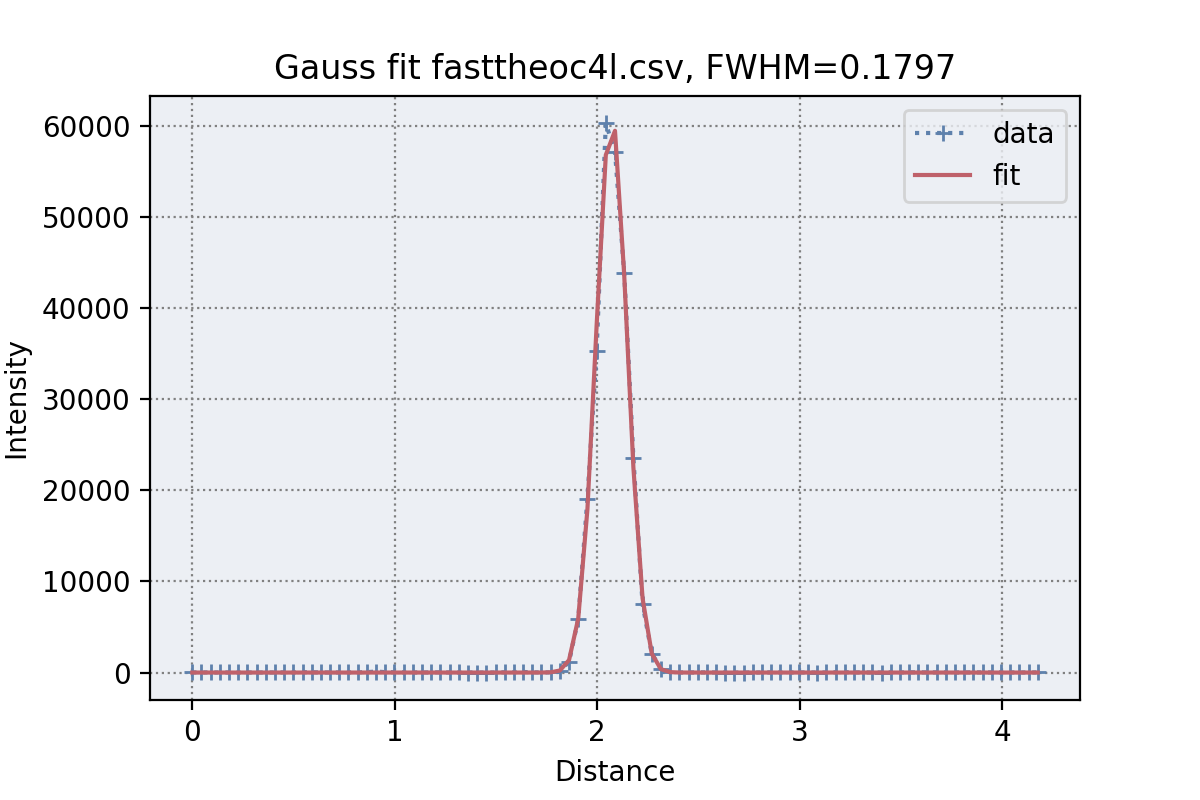 Gauss fit fasttheoc4l.csv, FWHM=0.1797
60000
50000
40000
30000
20000
10000
0
Intensity
data
fit
0 1 2 3 4
Distance